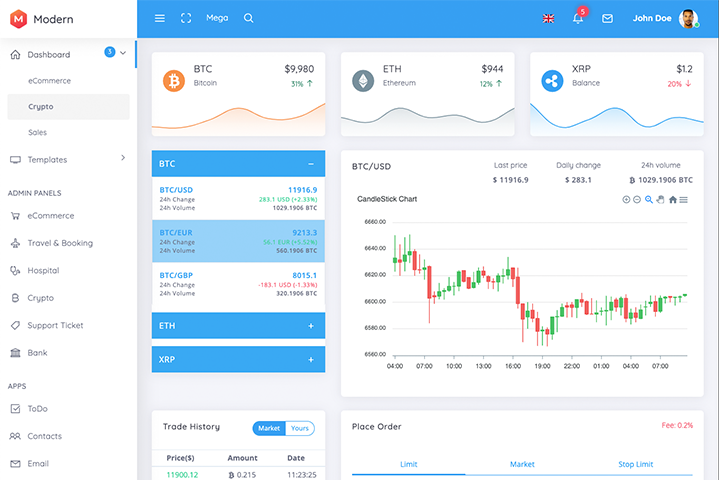 Modern
Mega
5
John Doe
Dashboard 3
eCommerce
Crypto
Sales
Templates
ADMIN PANELS
eCommerce
Travel & Booking
Hospital
Crypto
Support Ticket
Bank
APPS
ToDo
Contacts
Email
BTC $9,980
Bitcoin 31% ↑
ETH $944
Ethereum 12% ↑
XRP $1.2
Balance 20% ↓
BTC −
BTC/USD 11916.9
24h Change 283.1 USD (+2.33%)
24h Volume 1029.1906 BTC
BTC/EUR 9213.3
24h Change 56.1 EUR (+5.52%)
24h Volume 560.1906 BTC
BTC/GBP 8015.1
24h Change -183.1 USD (-1.33%)
24h Volume 320.1906 BTC
ETH +
XRP +
BTC/USD
Last price Daily change 24h volume
$ 11916.9 $ 283.1 ₿ 1029.1906 BTC
CandleStick Chart
6660.00
6640.00
6620.00
6600.00
6580.00
6560.00
04:00 07:00 10:00 13:00 16:00 19:00 22:00 01:00 04:00 07:00
Trade History Market Yours
Price($) Amount Date
11900.12 ₿ 0.215 11:23:25
Place Order Fee: 0.2%
Limit Market Stop Limit